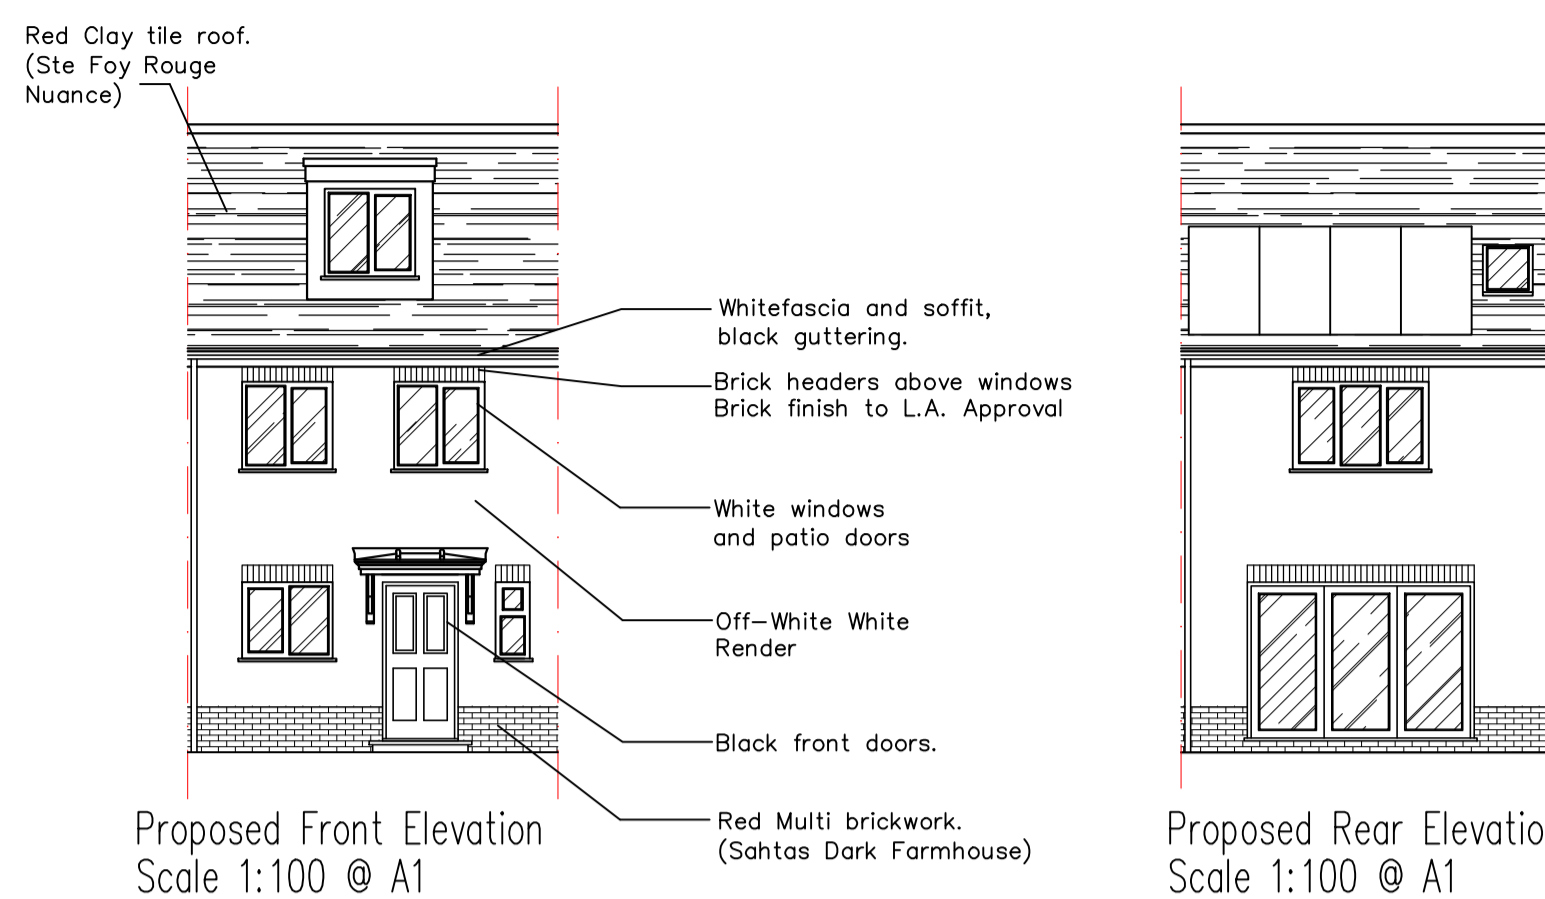 Red Clay tile roof.
(Ste Foy Rouge
Nuance)
Whitefascia and soffit,
black guttering.
Brick headers above windows
Brick finish to L.A. Approval
White windows
and patio doors
Off-White White
Render
Black front doors.
Red Multi brickwork.
(Sahtas Dark Farmhouse)
Proposed Front Elevation
Scale 1:100 @ A1
Proposed Rear Elevatio
Scale 1:100 @ A1